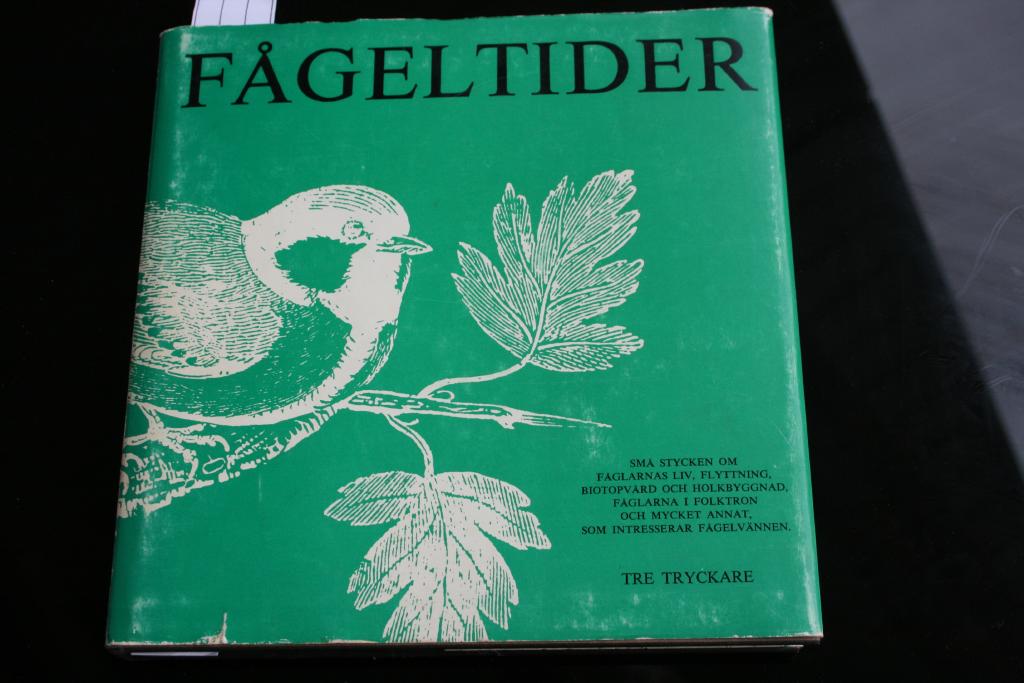 FÅGELTIDER
SMÅ STYCKEN OM
FÅGLARNAS LIV, FLYTTNING,
BIOTOPVÅRD OCH HOLKBYGGNAD,
FÅGLARNA I FOLKTRON
OCH MYCKET ANNAT,
SOM INTRESSERAR FÅGELVÄNNEN.
TRE TRYCKARE